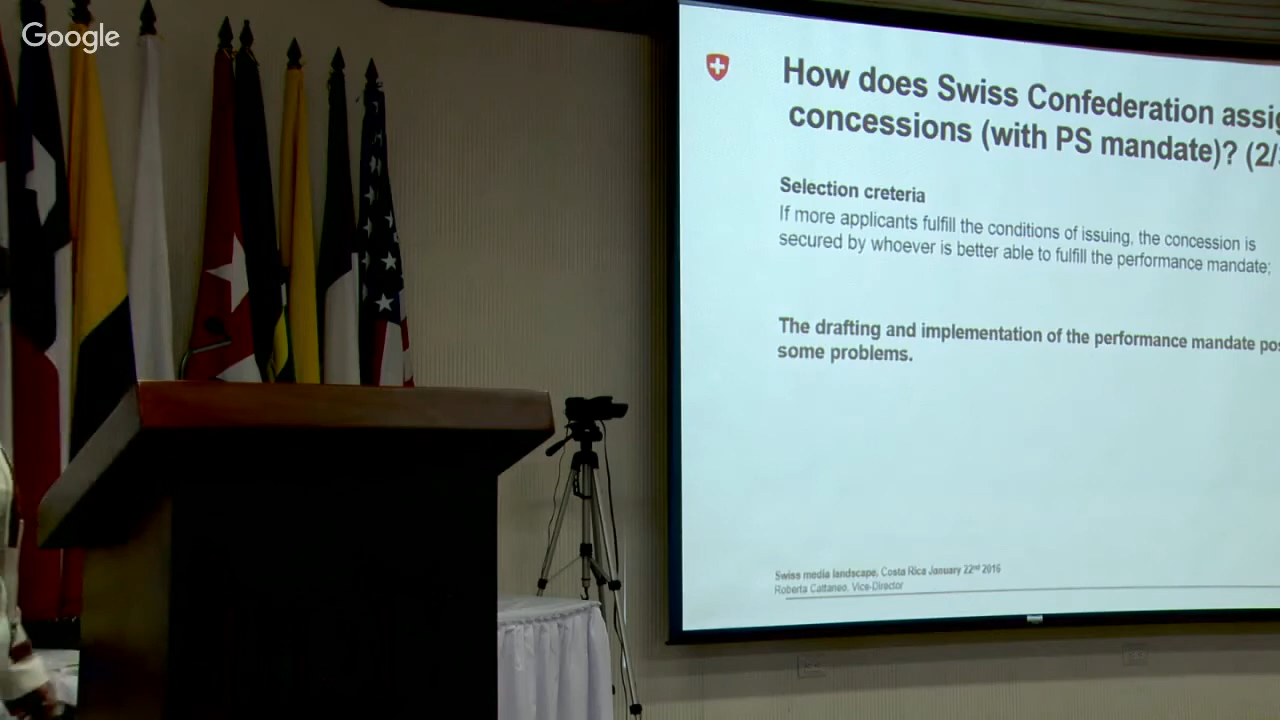 Google
How does Swiss Confederation assig
concessions (with PS mandate)? (2/
Selection creteria
If more applicants fulfill the conditions of issuing, the concession is
secured by whoever is better able to fulfill the performance mandate;
The drafting and implementation of the performance mandate pos
some problems.
Swiss media landscape, Costa Rica January 22nd 2016
Roberta Cattaneo, Vice-Director